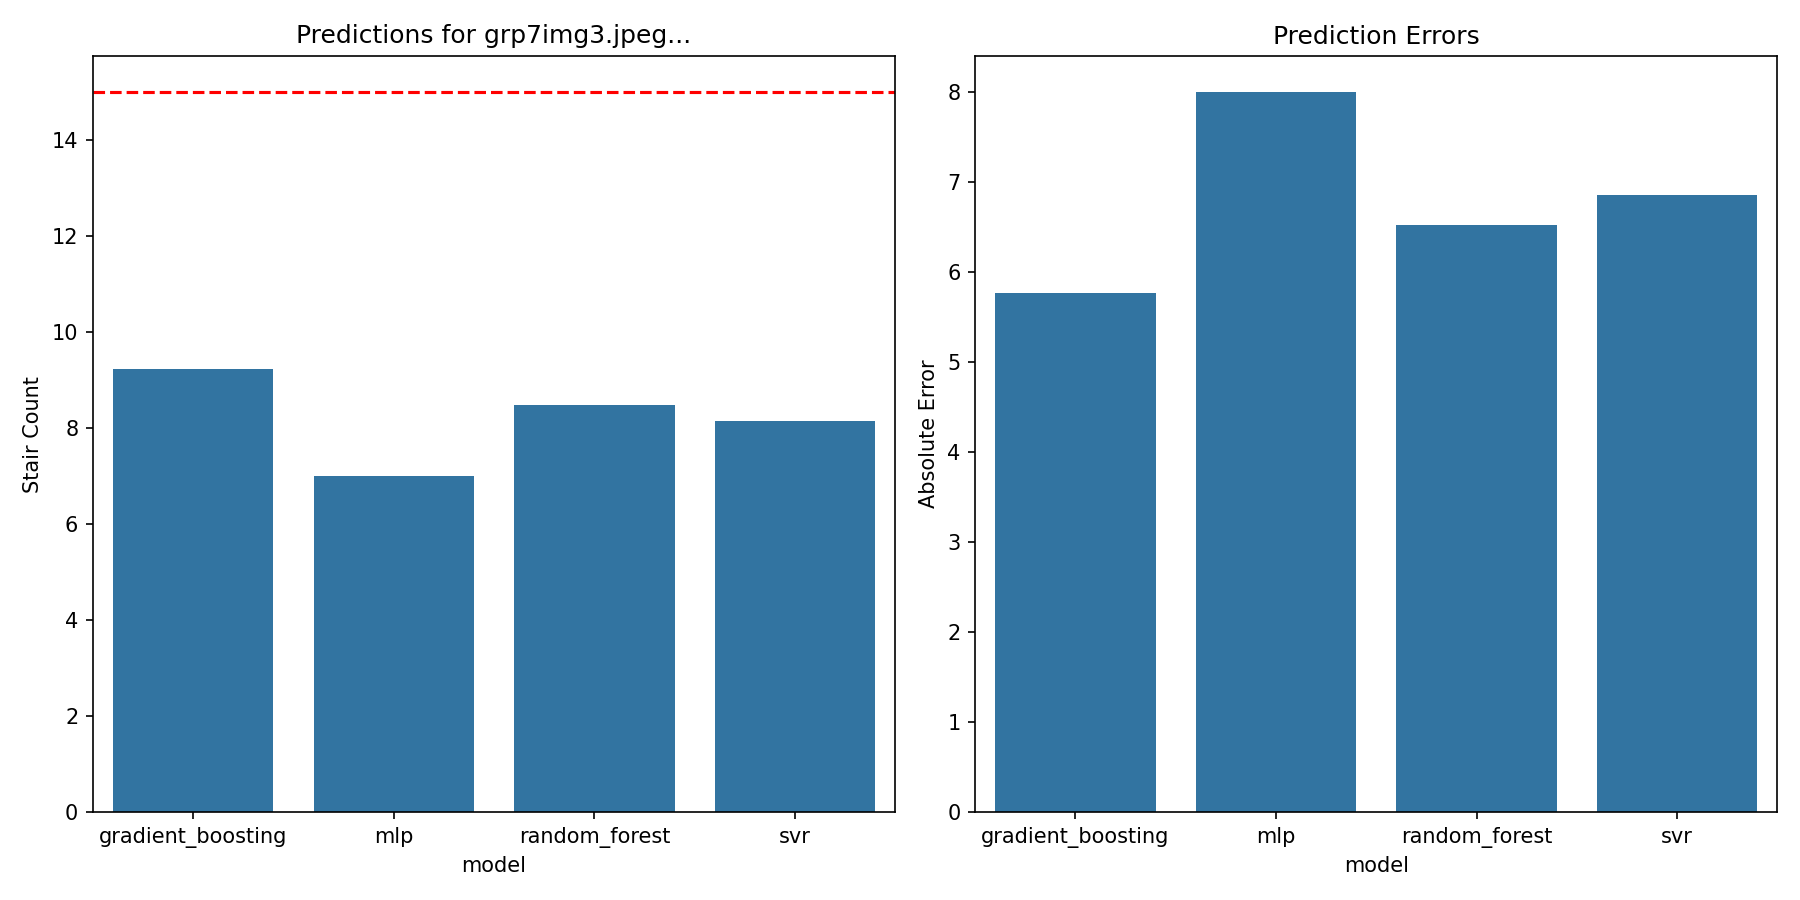 Predictions for grp7img3.jpeg...
Stair Count
14
12
10
8
6
4
2
0
gradient_boosting mlp random_forest svr
model
Prediction Errors
Absolute Error
8
7
6
5
4
3
2
1
0
gradient_boosting mlp random_forest svr
model